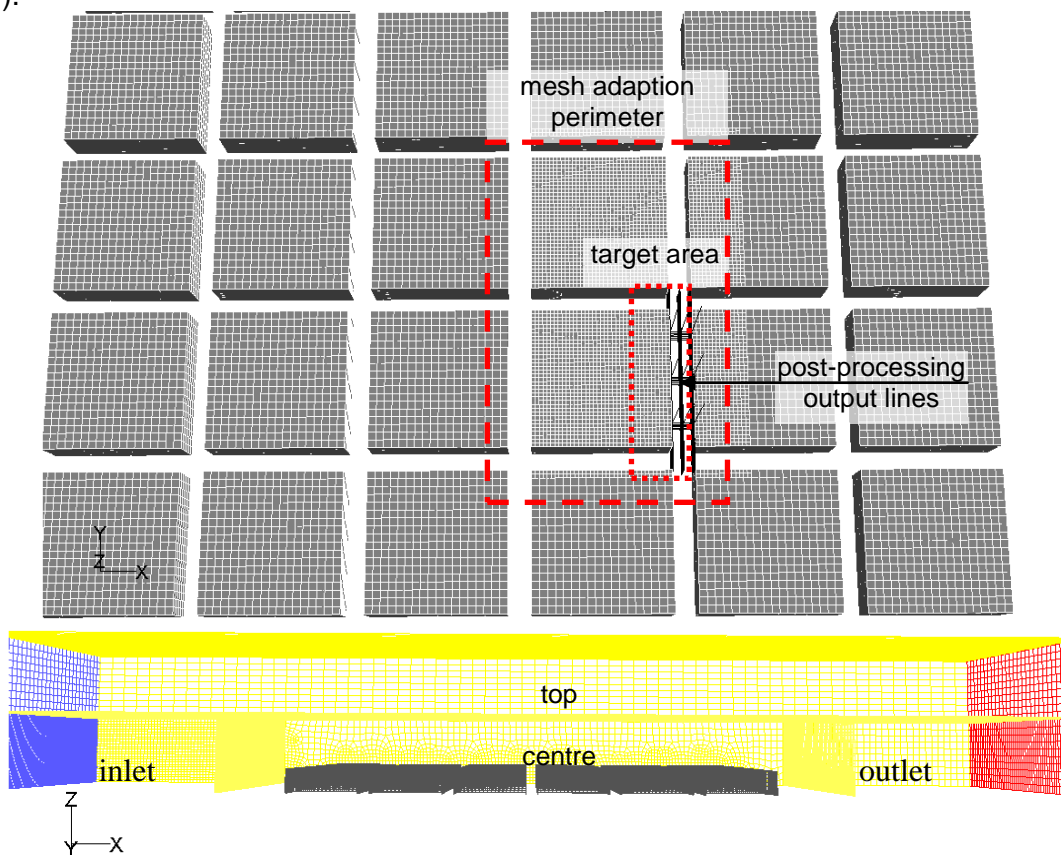 ).
mesh adaption
perimeter
target area
post-processing
output lines
Y
Z
X
top
centre
inlet
outlet
Z
Y
X